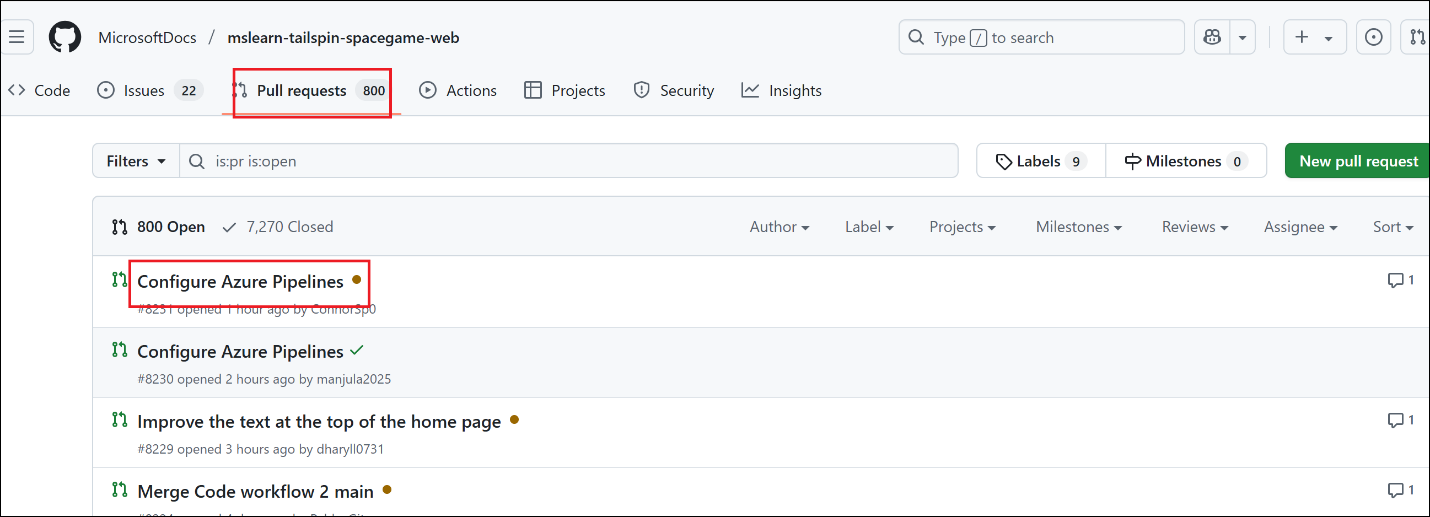 MicrosoftDocs / mslearn-tailspin-spacegame-web Type / to search
Code Issues 22 Pull requests 800 Actions Projects Security Insights
Filters is:pr is:open Labels 9 Milestones 0 New pull request
800 Open 7,270 Closed Author Label Projects Milestones Reviews Assignee Sort
Configure Azure Pipelines 1
#8231 opened 1 hour ago by ConnorSp0
Configure Azure Pipelines
#8230 opened 2 hours ago by manjula2025
Improve the text at the top of the home page 1
#8229 opened 3 hours ago by dharyll0731
Merge Code workflow 2 main 1